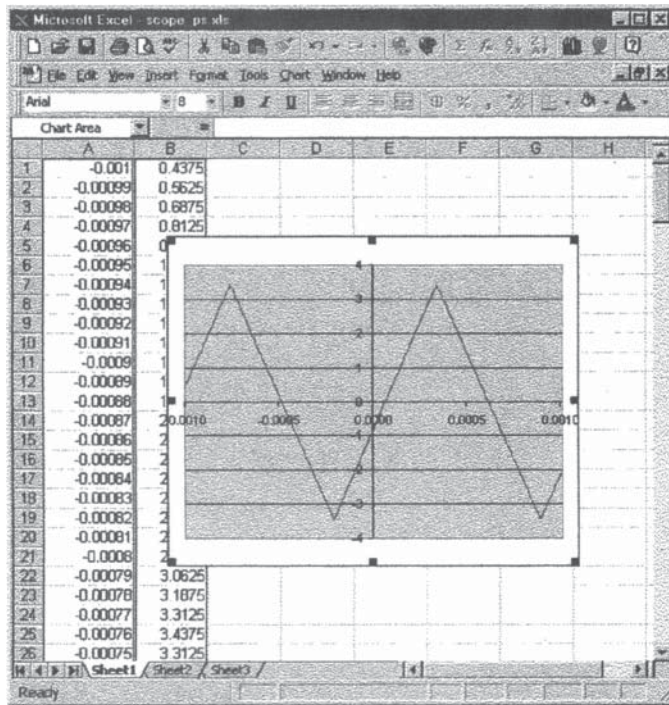 Microsoft Excel - scope_ps.xls
File Edit View Insert Format Tools Chart Window Help
Arial 8 B I U
Chart Area =
A B C D E F G H
1 -0.001 0.4375
2 -0.00099 0.5625
3 -0.00098 0.6875
4 -0.00097 0.8125
5 -0.00096 0
6 -0.00095 1
7 -0.00094 1
8 -0.00093 1
9 -0.00092 1
10 -0.00091 1
11 -0.0009 1
12 -0.00089 1
13 -0.00088 1
14 -0.00087 2
15 -0.00086 2
16 -0.00085 2
17 -0.00084 2
18 -0.00083 2
19 -0.00082 2
20 -0.00081 2
21 -0.0008 2
22 -0.00079 3.0625
23 -0.00078 3.1875
24 -0.00077 3.3125
25 -0.00076 3.4375
26 -0.00075 3.3125
4
3
2
1
0
0.0010 -0.0005 0.0000 0.0005 0.0010
-1
-2
-3
-4
Sheet1 Sheet2 Sheet3
Ready